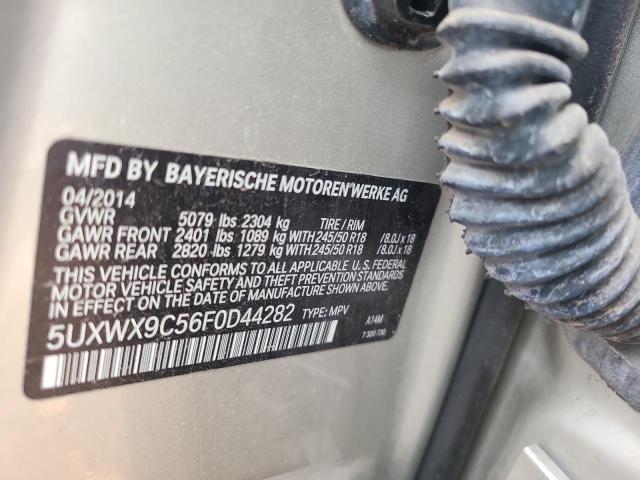 MFD BY BAYERISCHE MOTOREN WERKE AG
04/2014
GVWR 5079 lbs 2304 kg TIRE / RIM
GAWR FRONT 2401 lbs 1089 kg WITH 245/50 R18 /8.0J x 18
GAWR REAR 2820 lbs 1279 kg WITH 245/50 R18 /8.0J x 18
THIS VEHICLE CONFORMS TO ALL APPLICABLE U. S. FEDERAL
MOTOR VEHICLE SAFETY AND THEFT PREVENTION STANDARDS
IN EFFECT ON THE DATE OF MANUFACTURE SHOWN ABOVE.
5UXWX9C56F0D44282 TYPE: MPV A14M
7 320 730